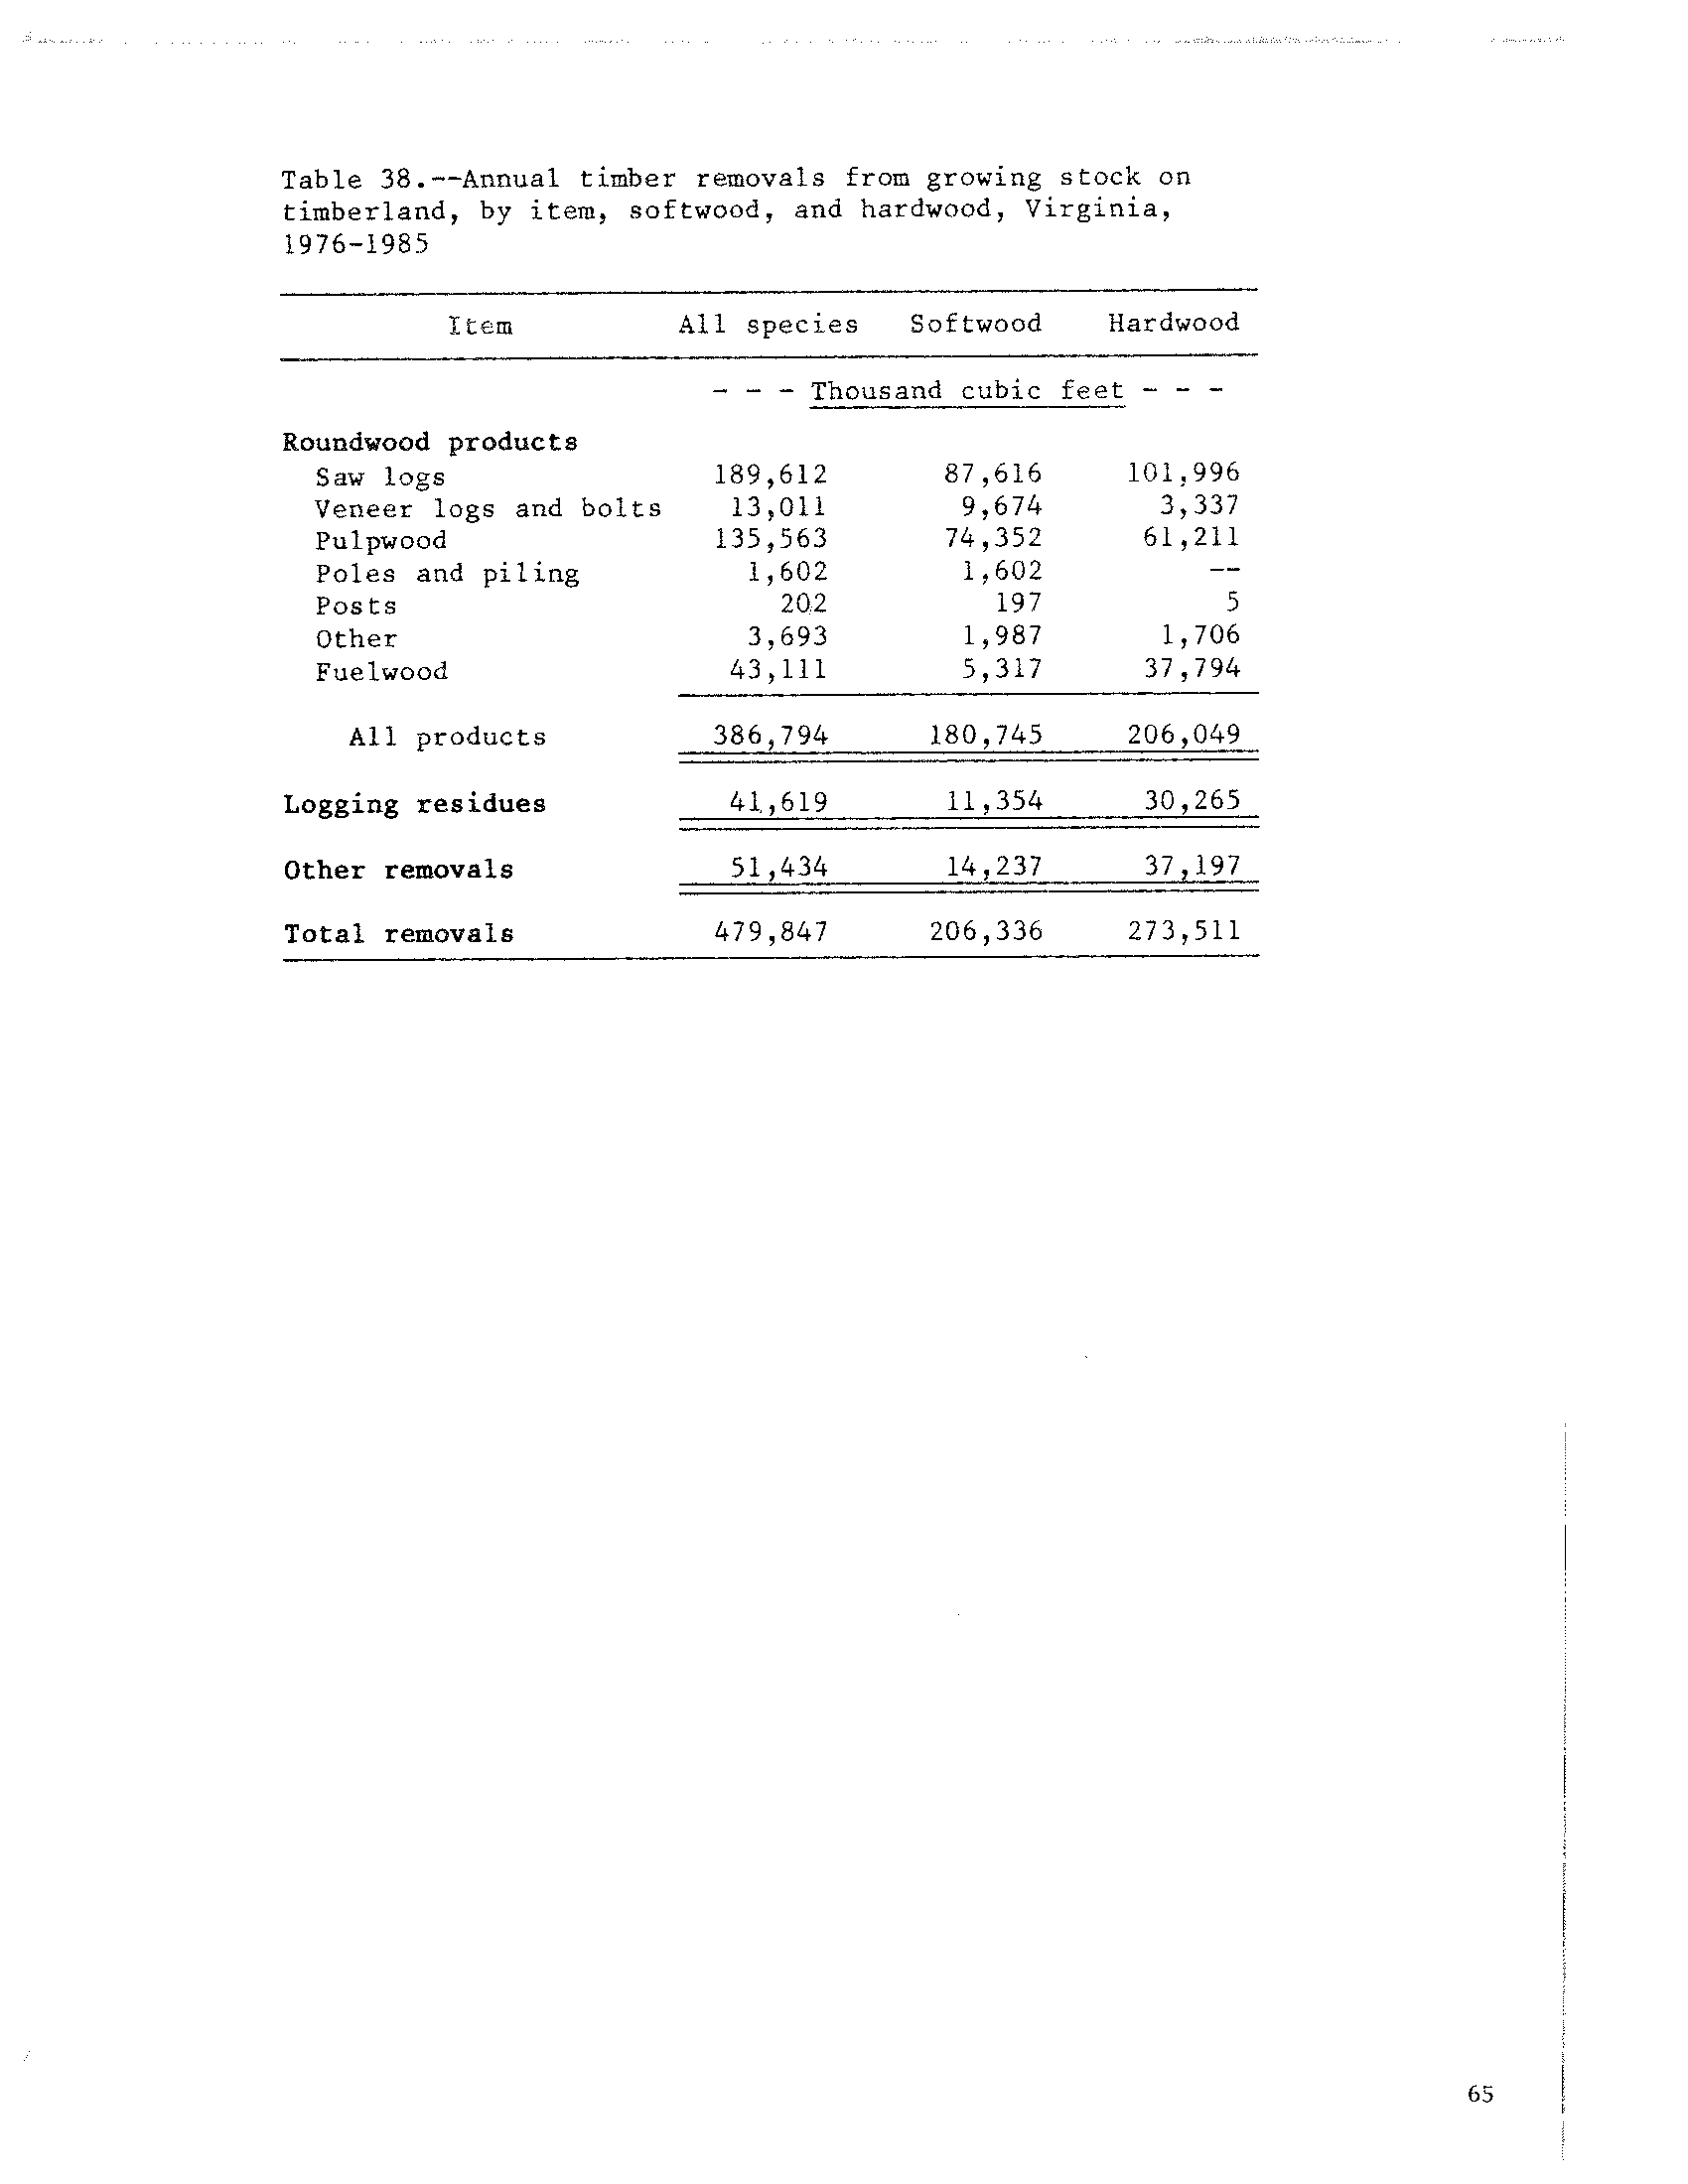 Table 38.--Annual timber removals from growing stock on
timberland, by item, softwood, and hardwood, Virginia,
1976-1985
Item All species Softwood Hardwood
- - - Thousand cubic feet - - -
Roundwood products
Saw logs 189,612 87,616 101,996
Veneer logs and bolts 13,011 9,674 3,337
Pulpwood 135,563 74,352 61,211
Poles and piling 1,602 1,602 --
Posts 202 197 5
Other 3,693 1,987 1,706
Fuelwood 43,111 5,317 37,794
All products 386,794 180,745 206,049
Logging residues 41,619 11,354 30,265
Other removals 51,434 14,237 37,197
Total removals 479,847 206,336 273,511
65